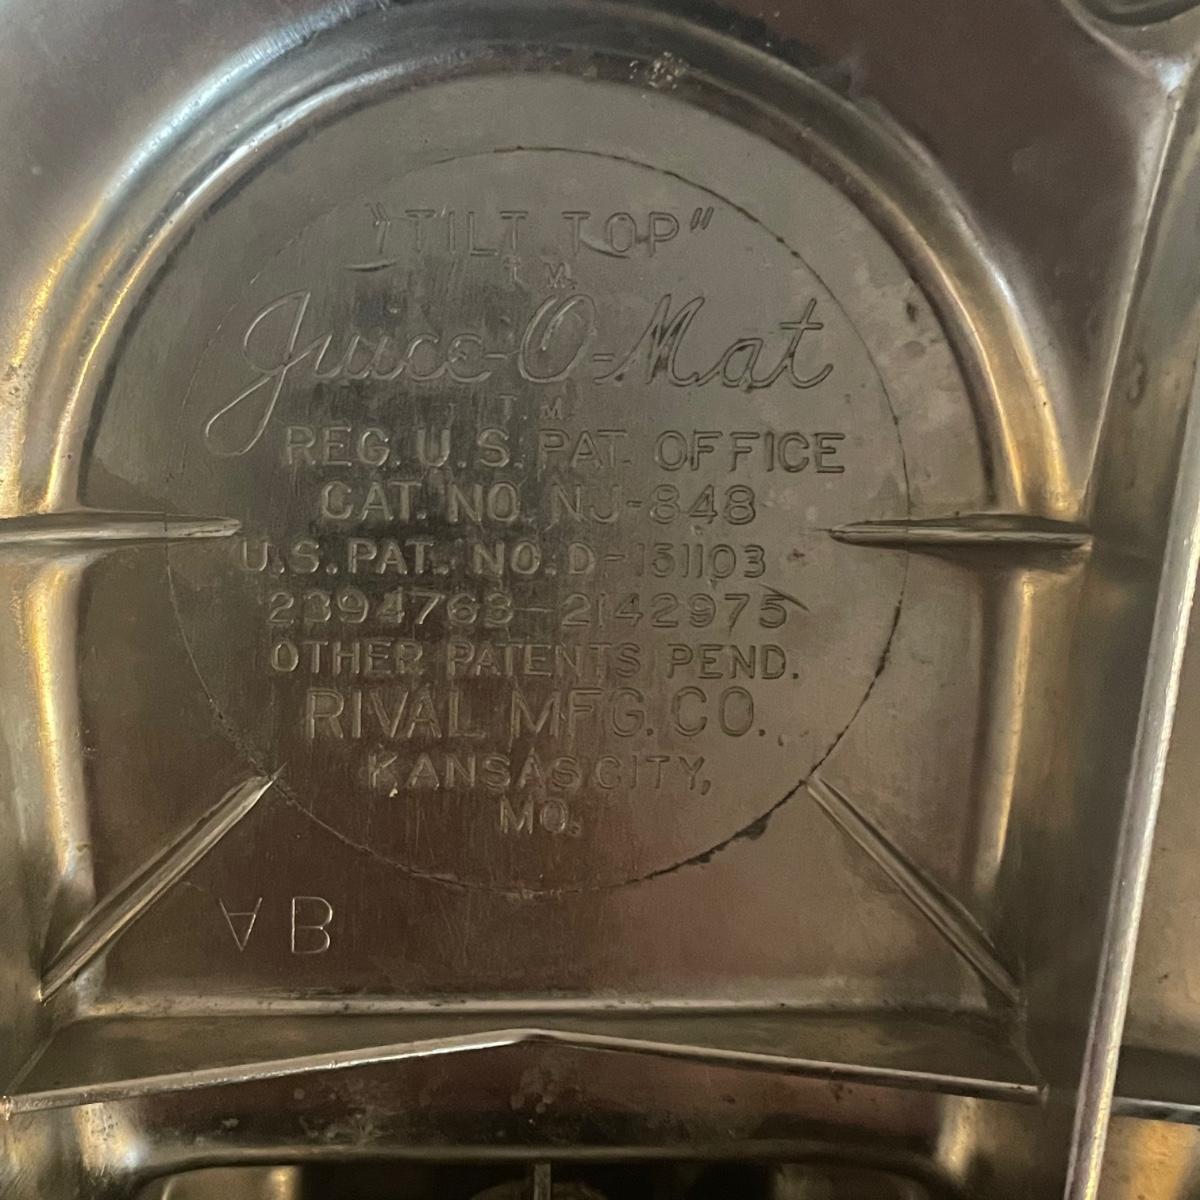 "TILT TOP"
T.M.
Juice-O-Mat
T.M.
REG. U.S. PAT. OFFICE
CAT. NO. NJ-848
U.S. PAT. NO. D-151103
2394763-2142975
OTHER PATENTS PEND.
RIVAL MFG. CO.
KANSAS CITY,
MO.
∀ B